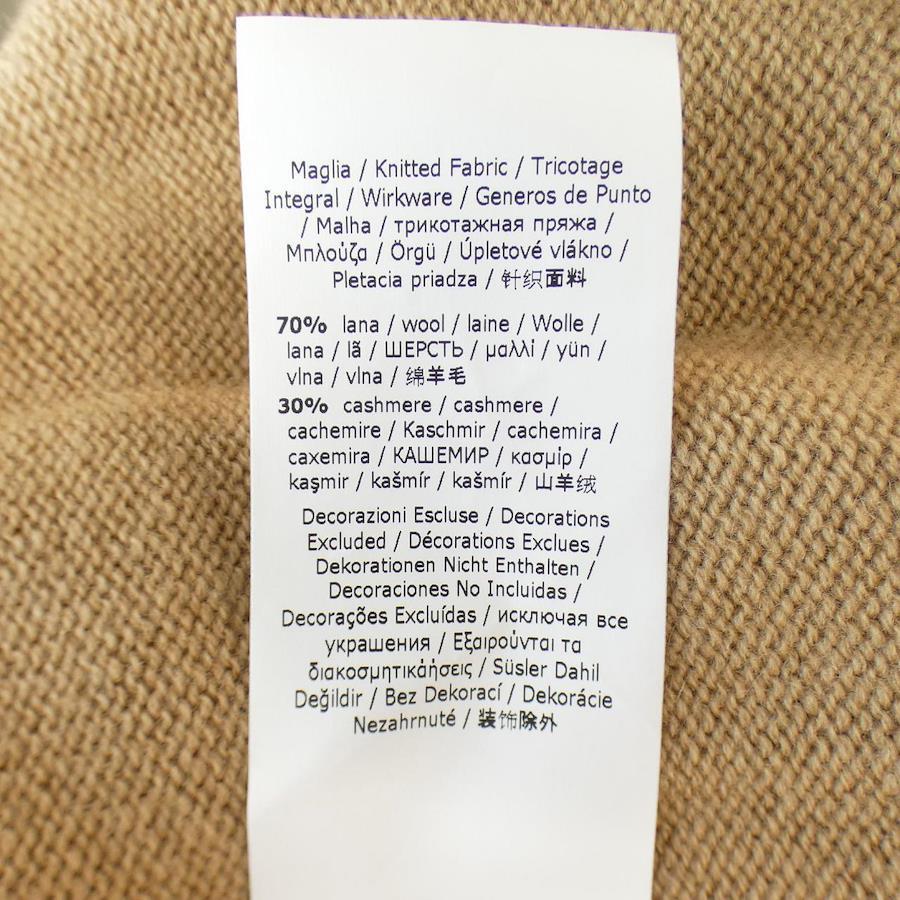 Maglia / Knitted Fabric / Tricotage
Integral / Wirkware / Generos de Punto
/ Malha / трикотажная пряжа /
Μπλούζα / Örgü / Úpletové vlákno /
Pletacia priadza / 针织面料
70% lana / wool / laine / Wolle /
lana / lã / ШЕРСТЬ / μαλλί / yün /
vlna / vlna / 绵羊毛
30% cashmere / cashmere /
cachemire / Kaschmir / cachemira /
caxemira / КАШЕМИР / κασμίρ /
kaşmir / kašmír / kašmír / 山羊绒
Decorazioni Escluse / Decorations
Excluded / Décorations Exclues /
Dekorationen Nicht Enthalten /
Decoraciones No Incluidas /
Decorações Excluídas / исключая все
украшения / Εξαιρούνται τα
διακοσμητικάήσεις / Süsler Dahil
Değildir / Bez Dekorací / Dekorácie
Nezahrnuté / 装饰除外